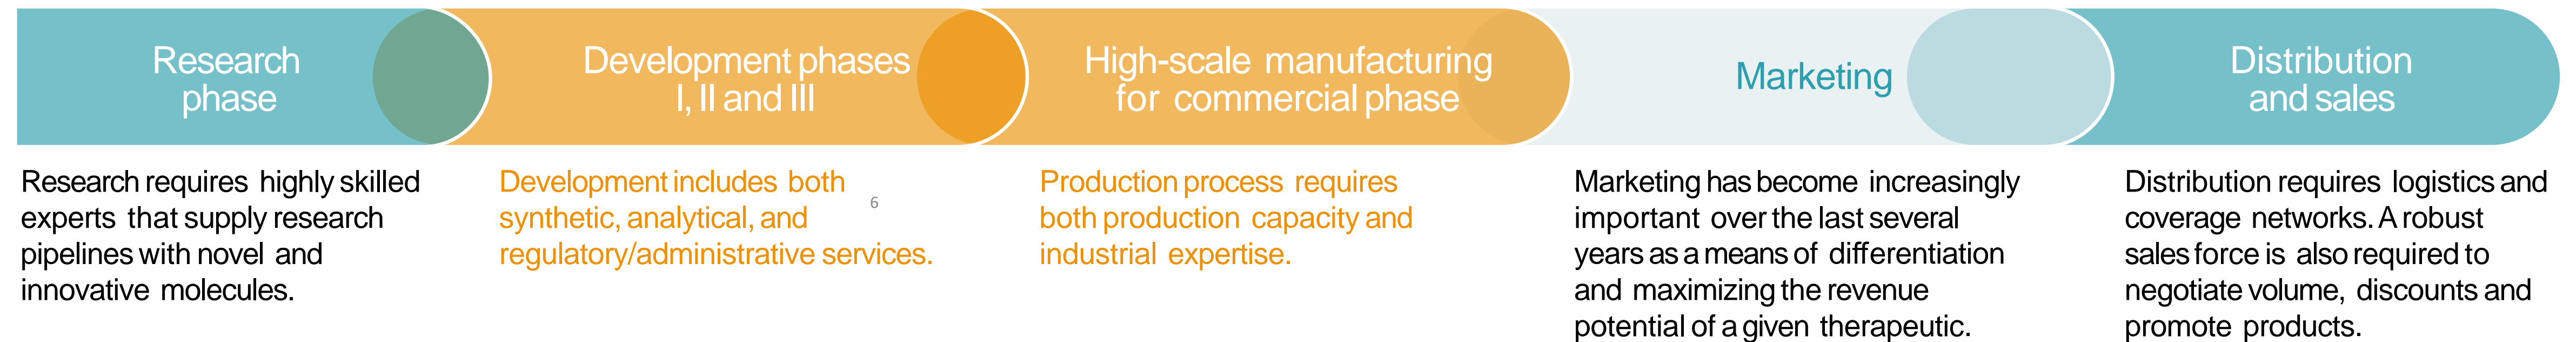 Research
phase
Development phases
I, II and III
High-scale manufacturing
for commercial phase
Marketing
Distribution
and sales
Research requires highly skilled
experts that supply research
pipelines with novel and
innovative molecules.
Development includes both
synthetic, analytical, and
regulatory/administrative services.
6
Production process requires
both production capacity and
industrial expertise.
Marketing has become increasingly
important over the last several
years as a means of differentiation
and maximizing the revenue
potential of a given therapeutic.
Distribution requires logistics and
coverage networks. A robust
sales force is also required to
negotiate volume, discounts and
promote products.